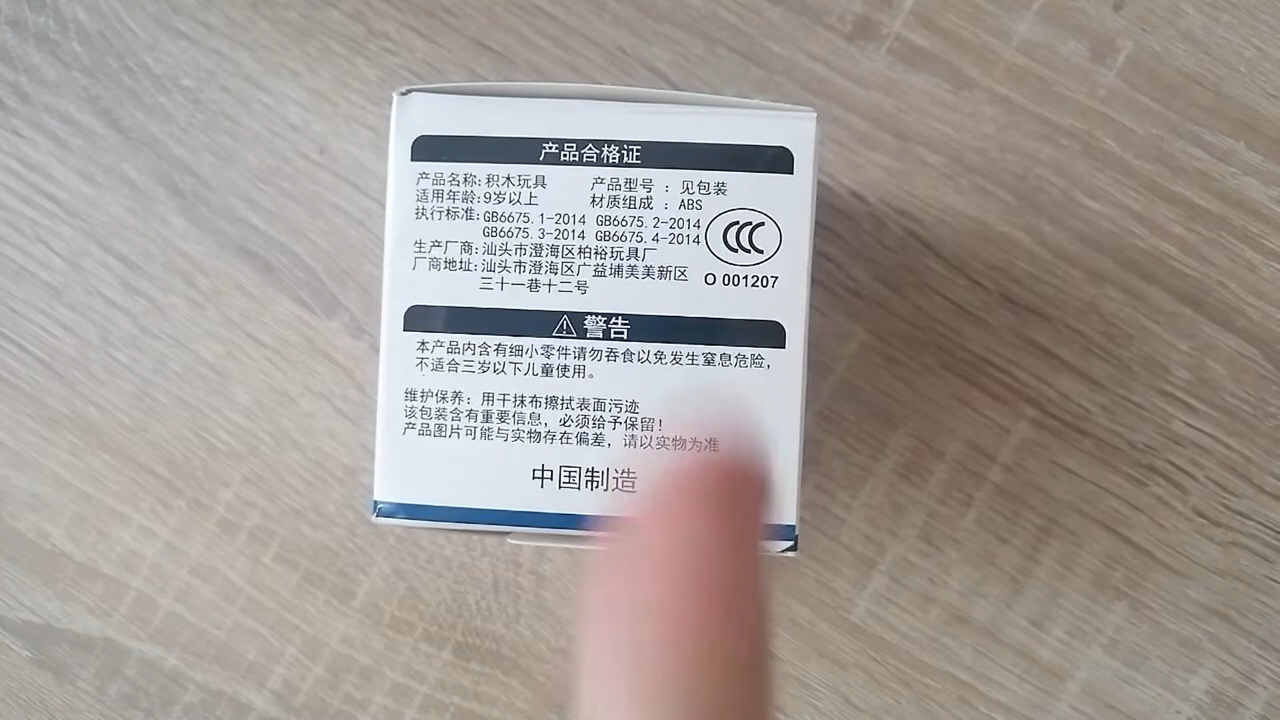 产品合格证
产品名称:积木玩具 产品型号 : 见包装
适用年龄:9岁以上 材质组成 : ABS
执行标准:GB6675.1-2014 GB6675.2-2014
GB6675.3-2014 GB6675.4-2014
生产厂商:汕头市澄海区柏裕玩具厂
厂商地址:汕头市澄海区广益埔美美新区
三十一巷十二号
CCC
O 001207
警告
本产品内含有细小零件请勿吞食以免发生窒息危险,
不适合三岁以下儿童使用。
维护保养: 用干抹布擦拭表面污迹
该包装含有重要信息, 必须给予保留!
产品图片可能与实物存在偏差, 请以实物为准
中国制造